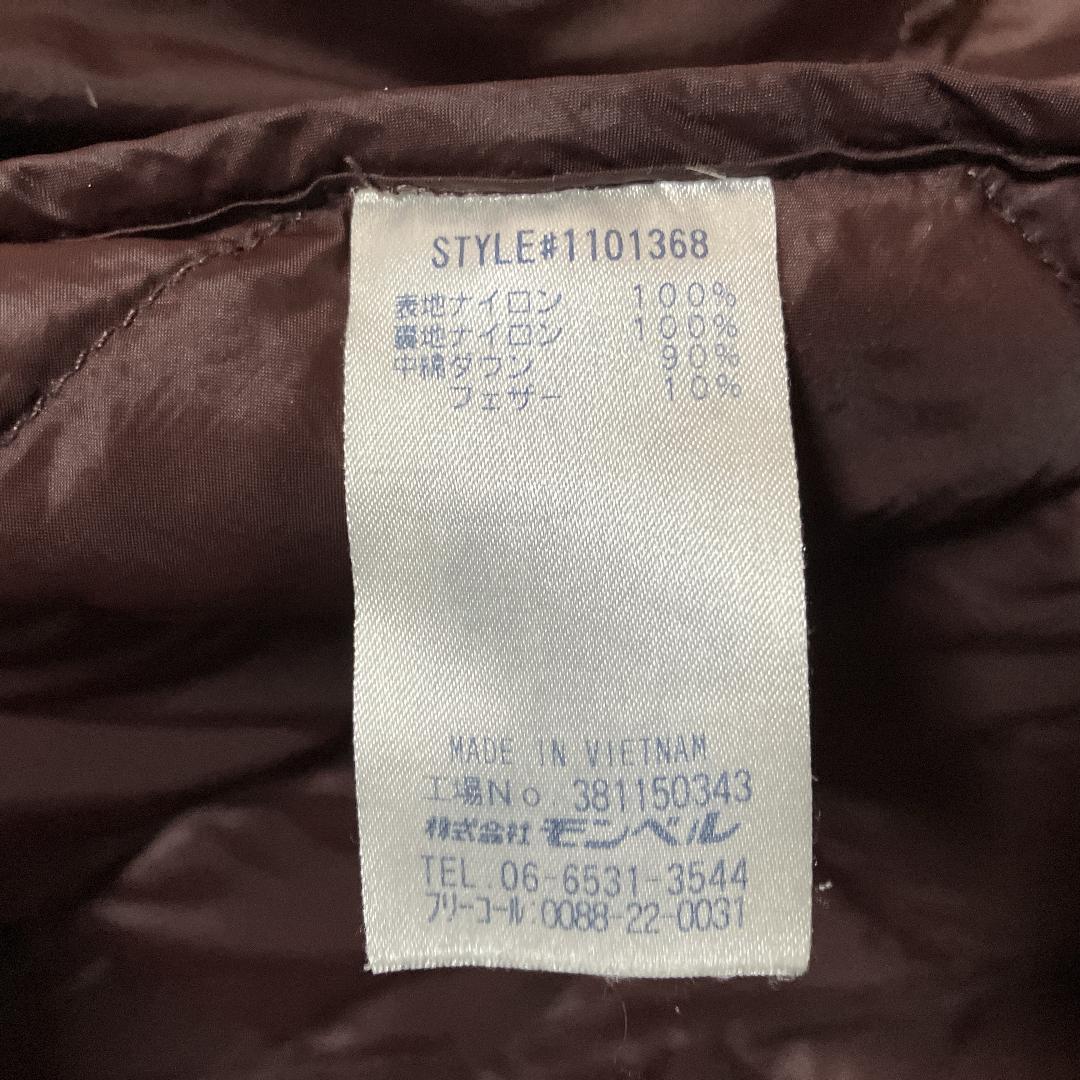 STYLE#1101368
表地ナイロン 100%
裏地ナイロン 100%
中綿ダウン 90%
フェザー 10%
MADE IN VIETNAM
工場No. 381150343
株式会社 モンベル
TEL.06-6531-3544
フリーコール:0088-22-0031